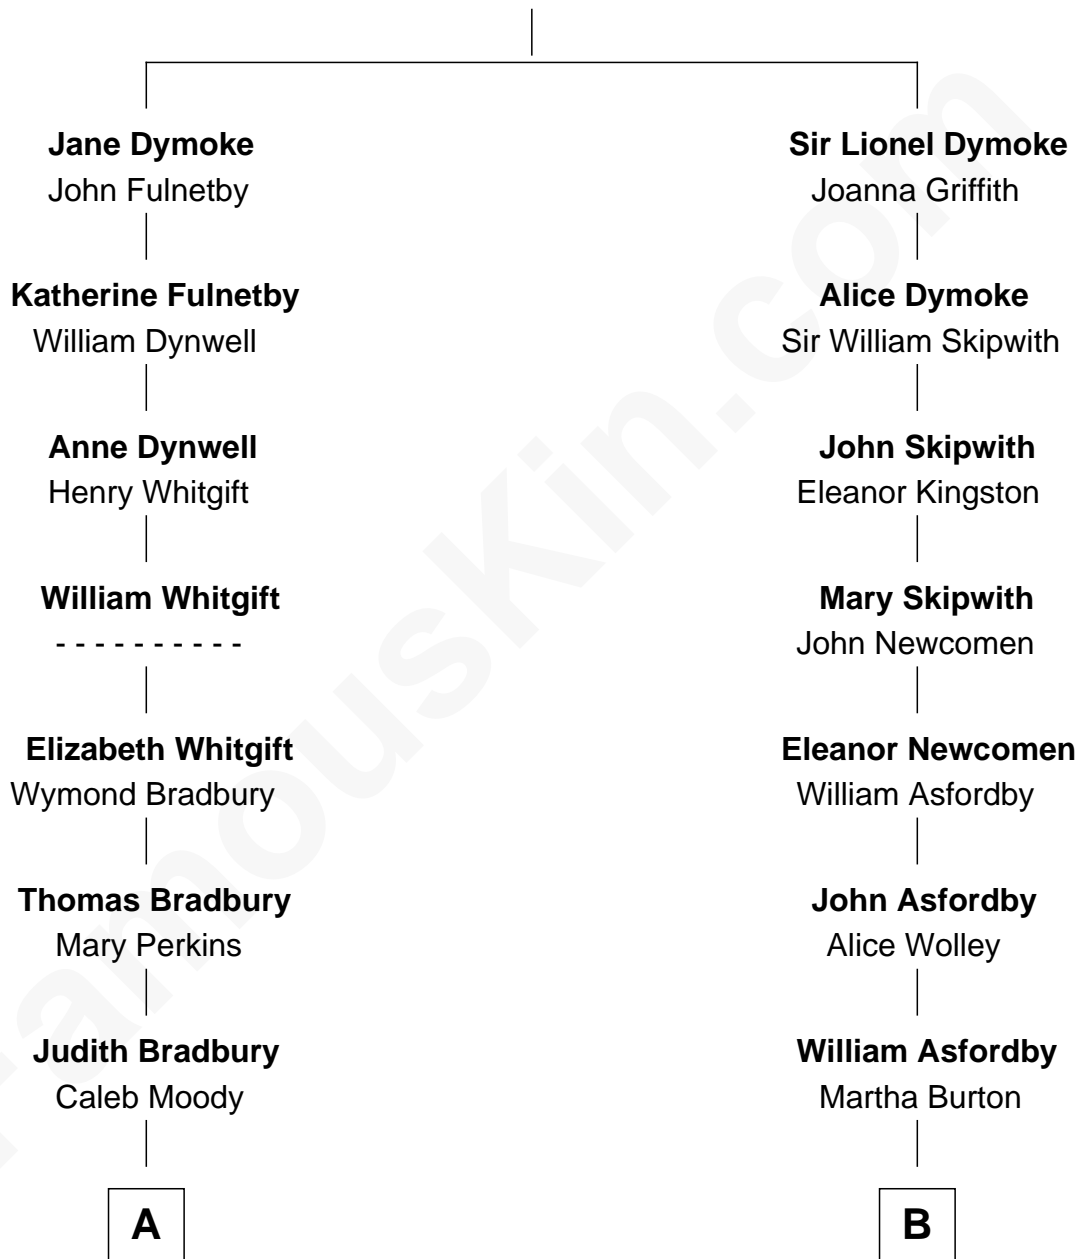 Jane Dymoke
John Fulnetby
Katherine Fulnetby
William Dynwell
Anne Dynwell
Henry Whitgift
William Whitgift
- - - - - - - - - -
Elizabeth Whitgift
Wymond Bradbury
Thomas Bradbury
Mary Perkins
Judith Bradbury
Caleb Moody
A
Sir Lionel Dymoke
Joanna Griffith
Alice Dymoke
Sir William Skipwith
John Skipwith
Eleanor Kingston
Mary Skipwith
John Newcomen
Eleanor Newcomen
William Asfordby
John Asfordby
Alice Wolley
William Asfordby
Martha Burton
B
FamousKin.com